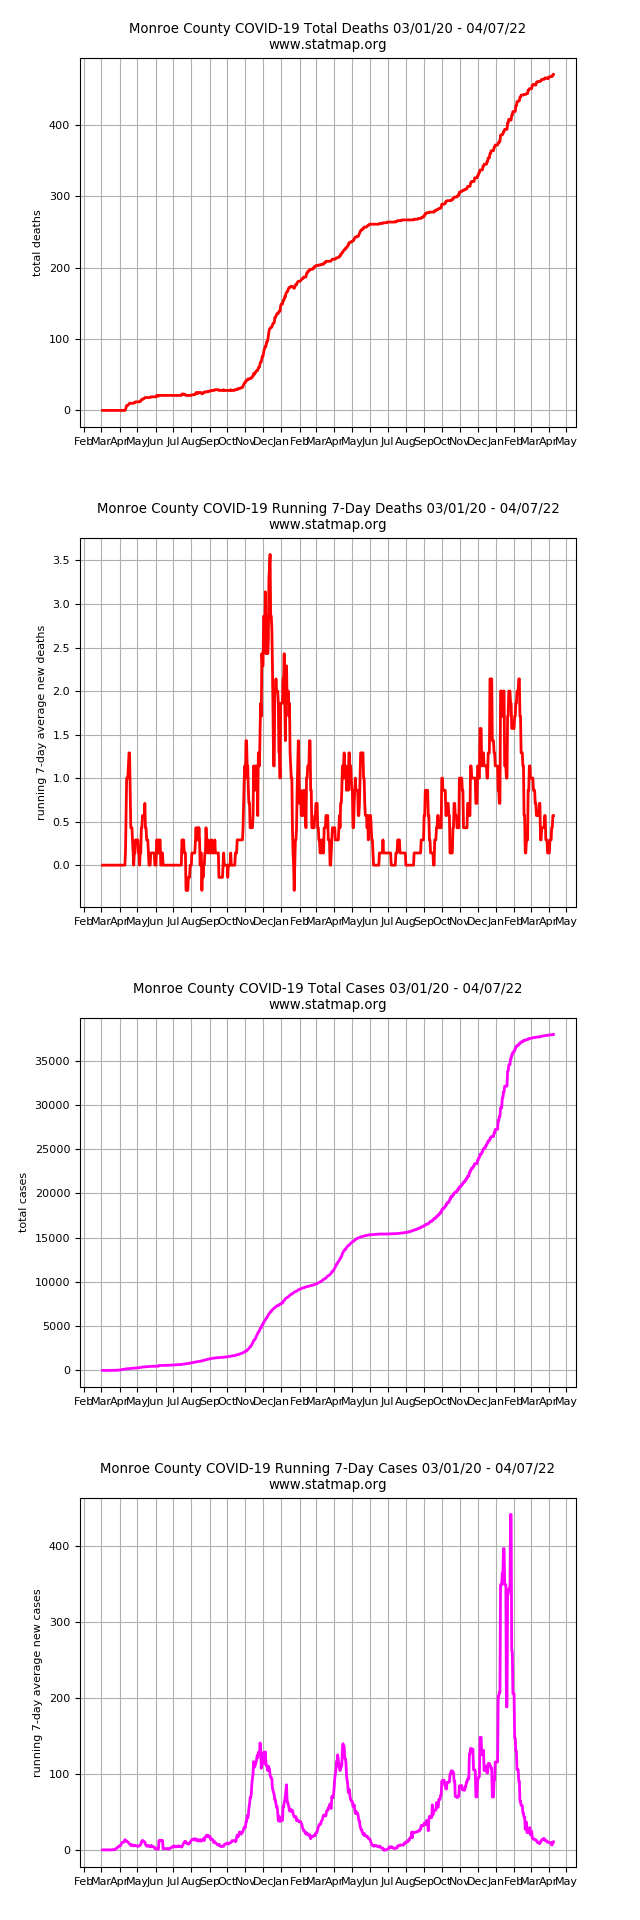 Monroe County COVID-19 Total Deaths 03/01/20 - 04/07/22
www.statmap.org
total deaths
400
300
200
100
0
Feb Mar Apr May Jun Jul Aug Sep Oct Nov Dec Jan Feb Mar Apr May Jun Jul Aug Sep Oct Nov Dec Jan Feb Mar Apr May
Monroe County COVID-19 Running 7-Day Deaths 03/01/20 - 04/07/22
www.statmap.org
running 7-day average new deaths
3.5
3.0
2.5
2.0
1.5
1.0
0.5
0.0
Feb Mar Apr May Jun Jul Aug Sep Oct Nov Dec Jan Feb Mar Apr May Jun Jul Aug Sep Oct Nov Dec Jan Feb Mar Apr May
Monroe County COVID-19 Total Cases 03/01/20 - 04/07/22
www.statmap.org
total cases
35000
30000
25000
20000
15000
10000
5000
0
Feb Mar Apr May Jun Jul Aug Sep Oct Nov Dec Jan Feb Mar Apr May Jun Jul Aug Sep Oct Nov Dec Jan Feb Mar Apr May
Monroe County COVID-19 Running 7-Day Cases 03/01/20 - 04/07/22
www.statmap.org
running 7-day average new cases
400
300
200
100
0
Feb Mar Apr May Jun Jul Aug Sep Oct Nov Dec Jan Feb Mar Apr May Jun Jul Aug Sep Oct Nov Dec Jan Feb Mar Apr May